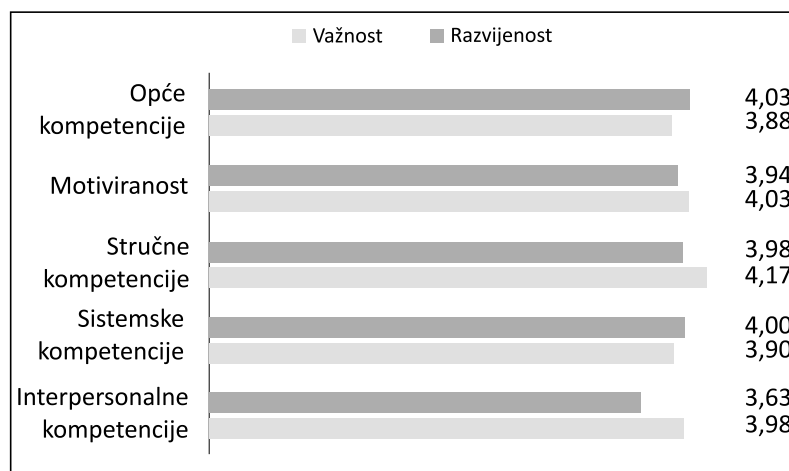 Važnost Razvijenost
Opće
kompetencije
4,03
3,88
Motiviranost
3,94
4,03
Stručne
kompetencije
3,98
4,17
Sistemske
kompetencije
4,00
3,90
Interpersonalne
kompetencije
3,63
3,98